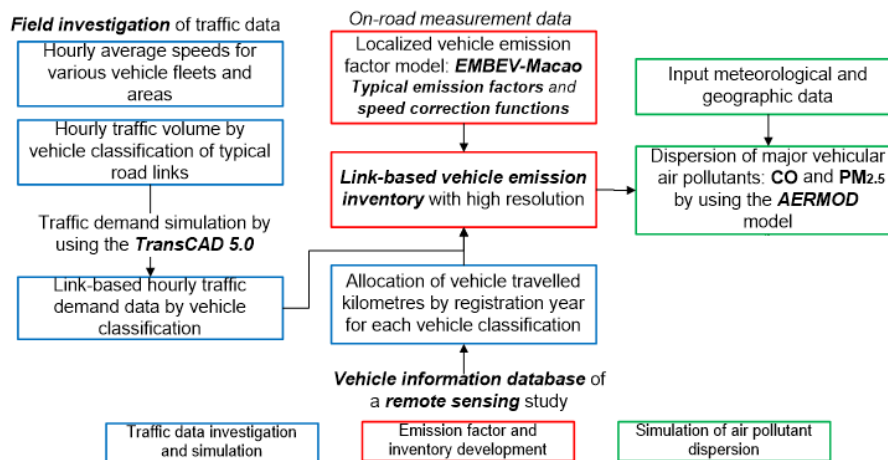 Field investigation of traffic data
Hourly average speeds for
various vehicle fleets and
areas
Hourly traffic volume by
vehicle classification of typical
road links
Traffic demand simulation by
using the TransCAD 5.0
Link-based hourly traffic
demand data by vehicle
classification
On-road measurement data
Localized vehicle emission
factor model: EMBEV-Macao
Typical emission factors and
speed correction functions
Link-based vehicle emission
inventory with high resolution
Allocation of vehicle travelled
kilometres by registration year
for each vehicle classification
Vehicle information database of
a remote sensing study
Input meteorological and
geographic data
Dispersion of major vehicular
air pollutants: CO and PM2.5
by using the AERMOD
model
Traffic data investigation
and simulation
Emission factor and
inventory development
Simulation of air pollutant
dispersion